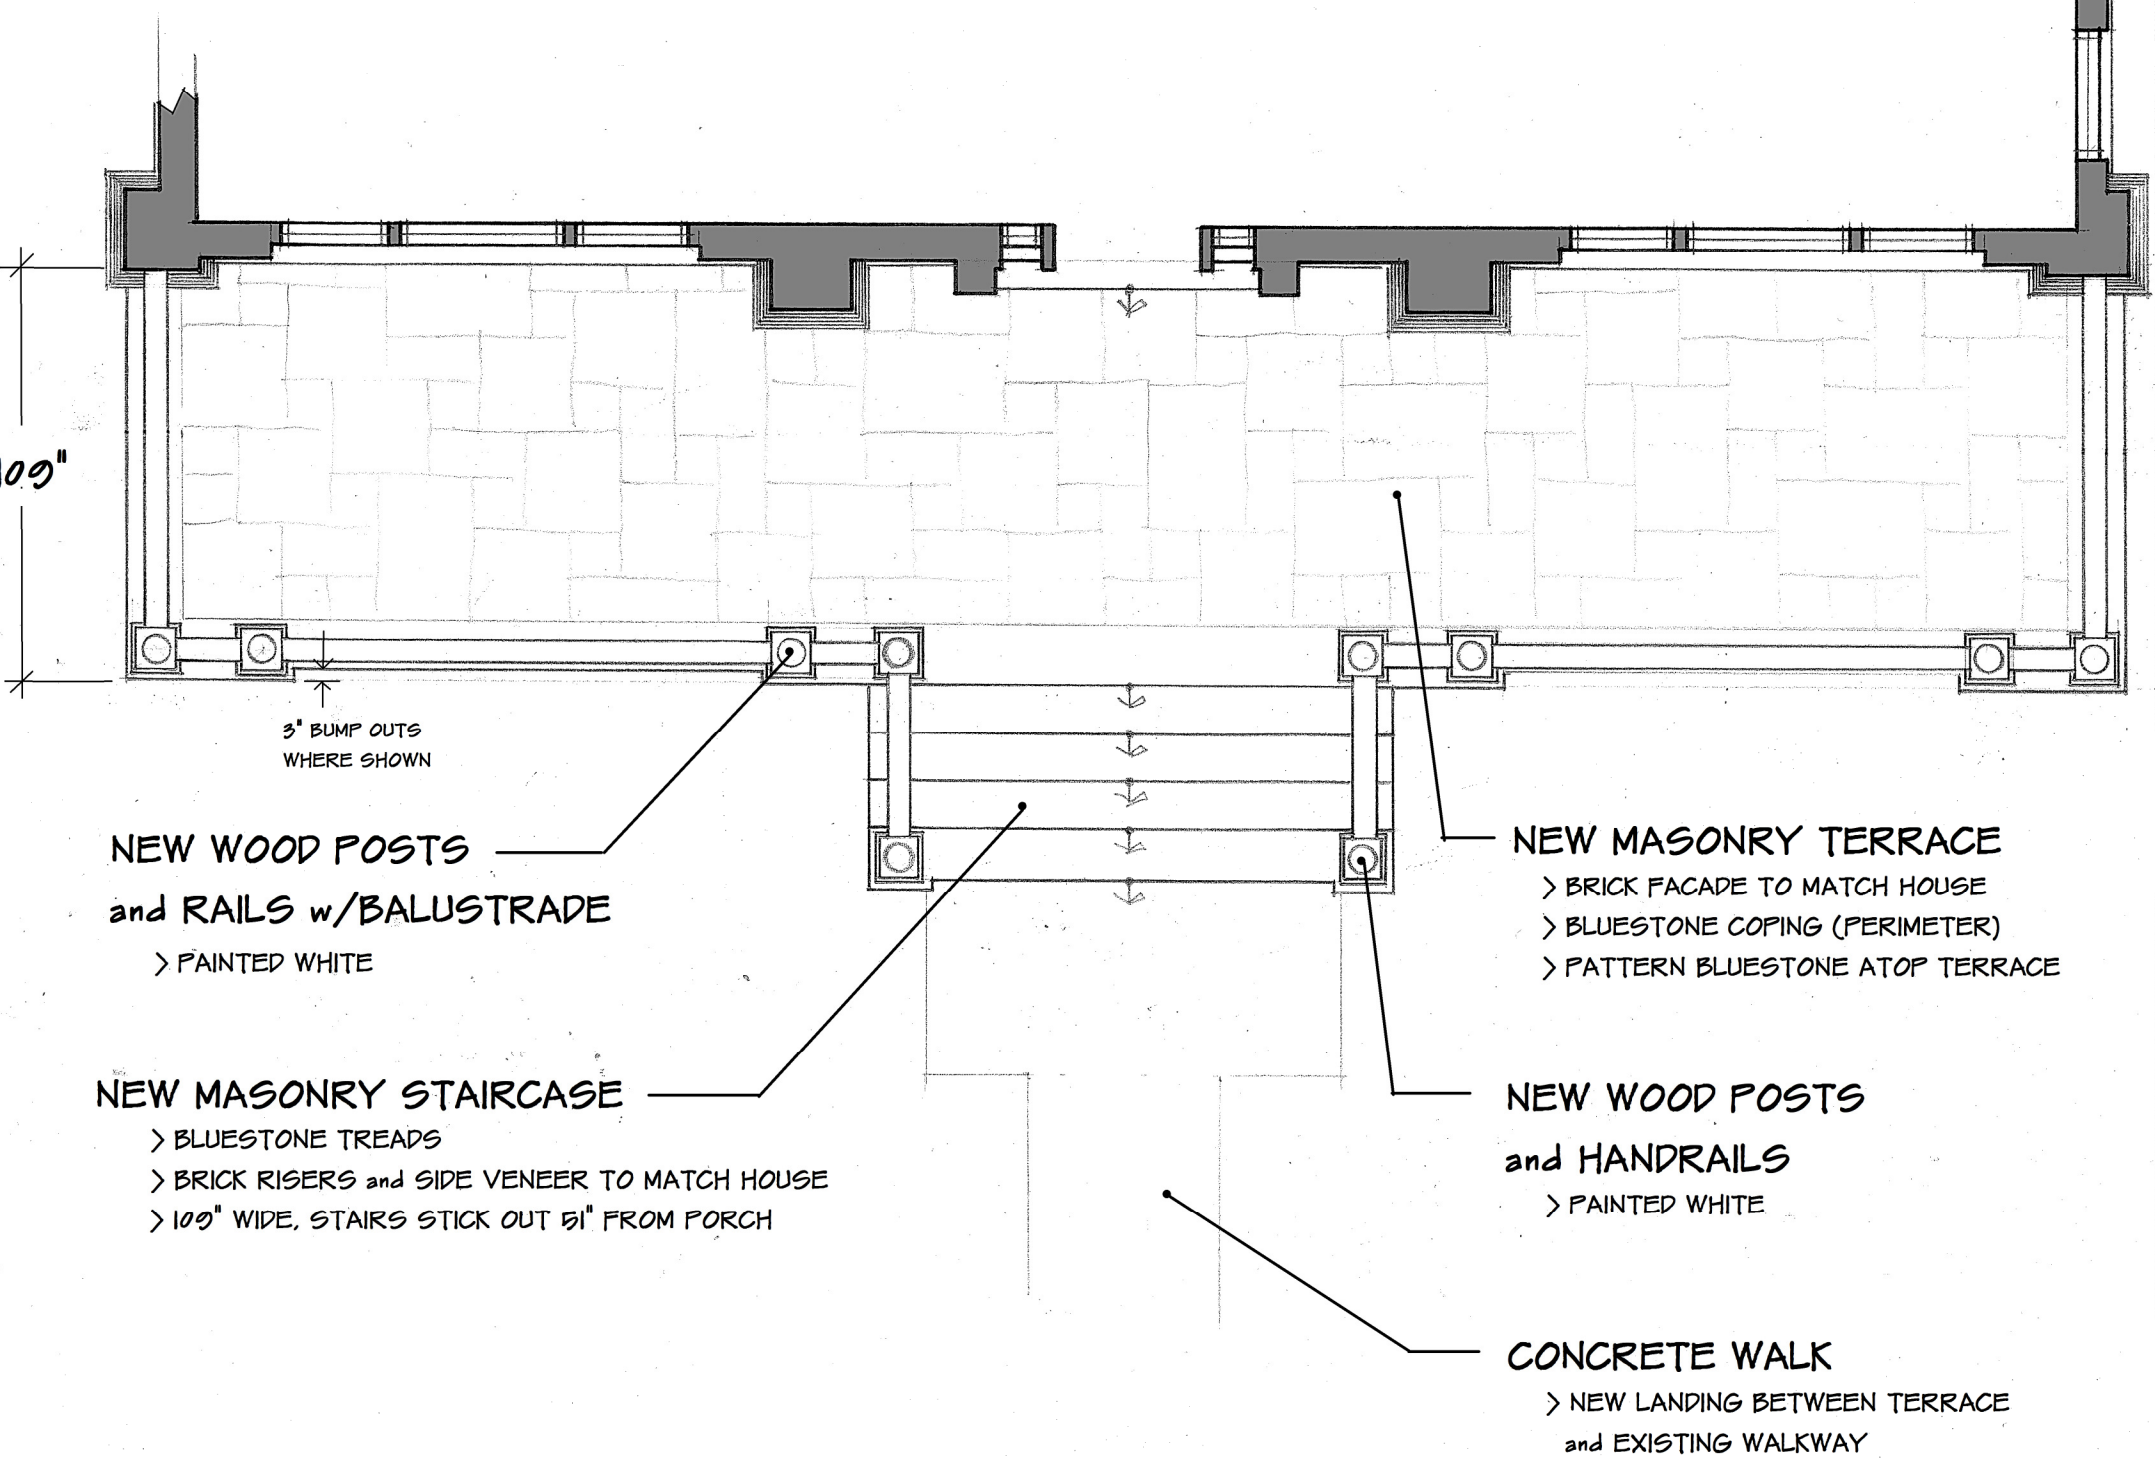 109"
3" BUMP OUTS
WHERE SHOWN
NEW WOOD POSTS
and RAILS w/BALUSTRADE
> PAINTED WHITE
NEW MASONRY STAIRCASE
> BLUESTONE TREADS
> BRICK RISERS and SIDE VENEER TO MATCH HOUSE
> 109" WIDE, STAIRS STICK OUT 51" FROM PORCH
NEW MASONRY TERRACE
> BRICK FACADE TO MATCH HOUSE
> BLUESTONE COPING (PERIMETER)
> PATTERN BLUESTONE ATOP TERRACE
NEW WOOD POSTS
and HANDRAILS
> PAINTED WHITE
CONCRETE WALK
> NEW LANDING BETWEEN TERRACE
and EXISTING WALKWAY